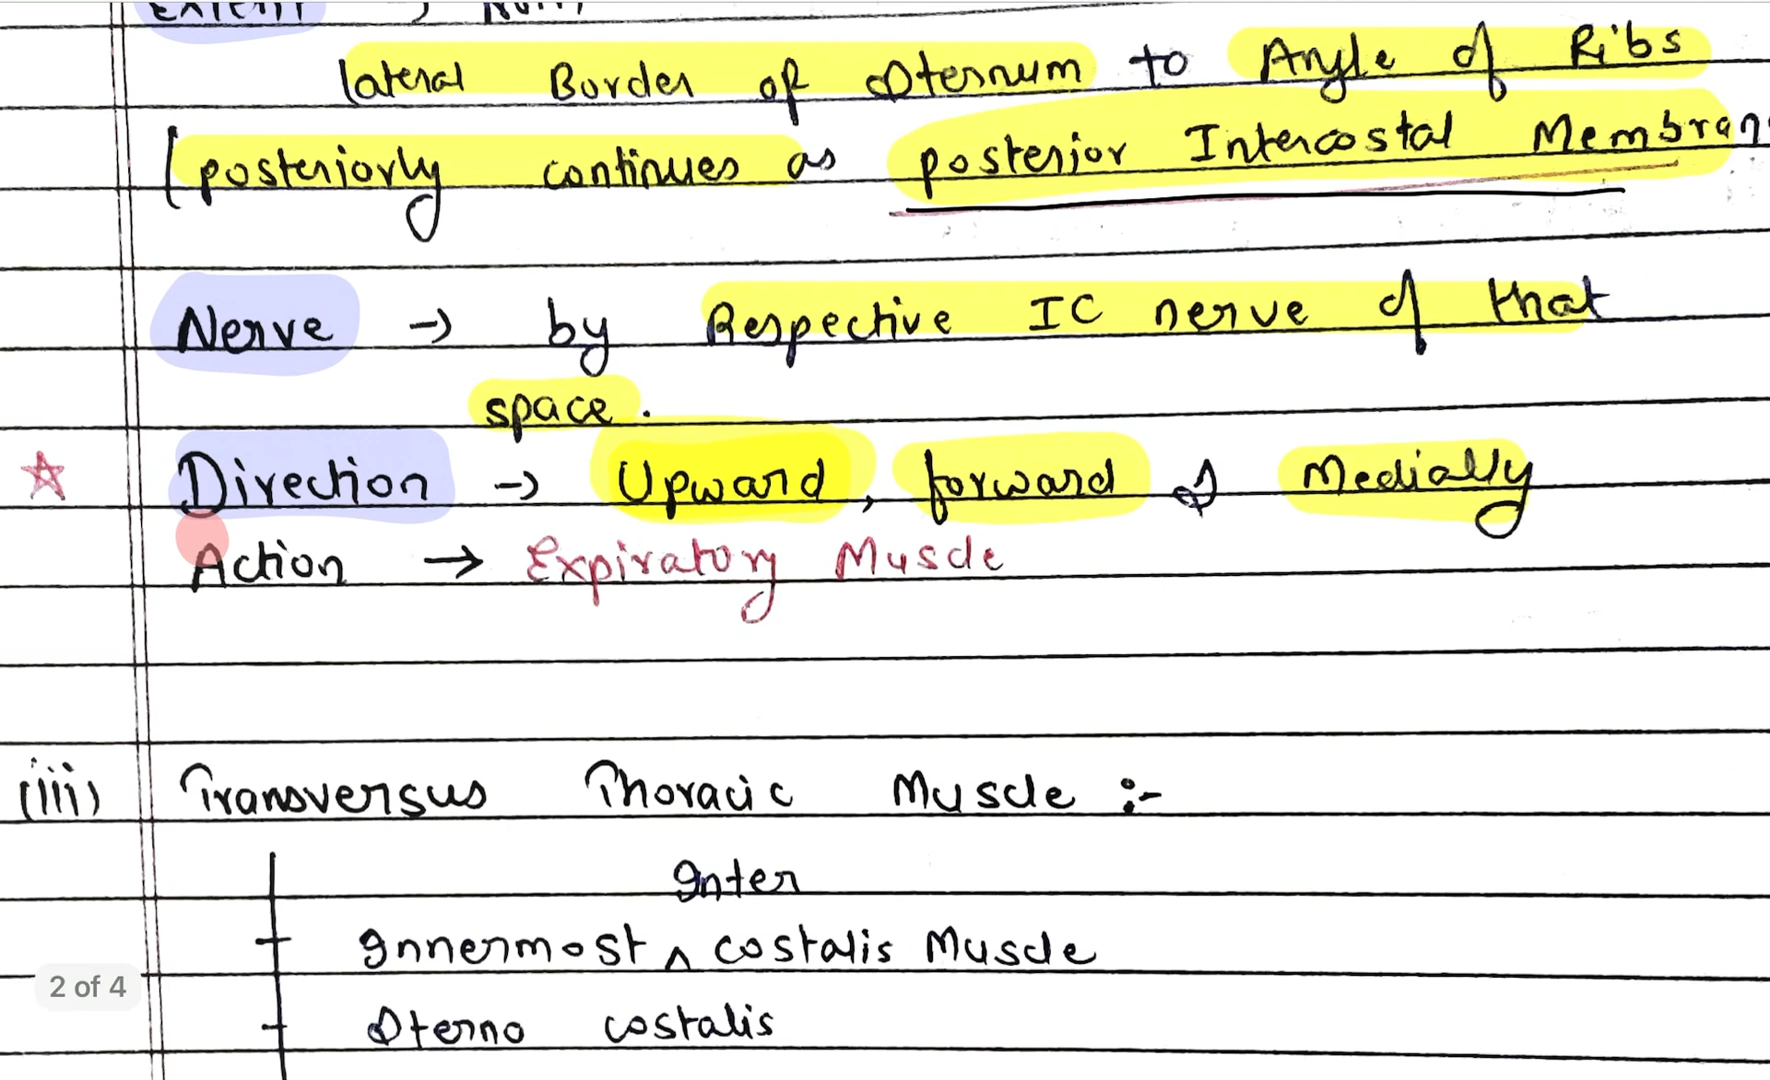 lateral Border of Sternum to Angle of Ribs
(posteriorly continues as posterior Intercostal Membran
Nerve → by Respective IC nerve of that
space.
Direction → Upward, forward & Medially
Action → Expiratory Muscle
(iii) Transversus Thoracic Muscle :-
Inter
Innermost ^ costalis Muscle
2 of 4
Sterno costalis